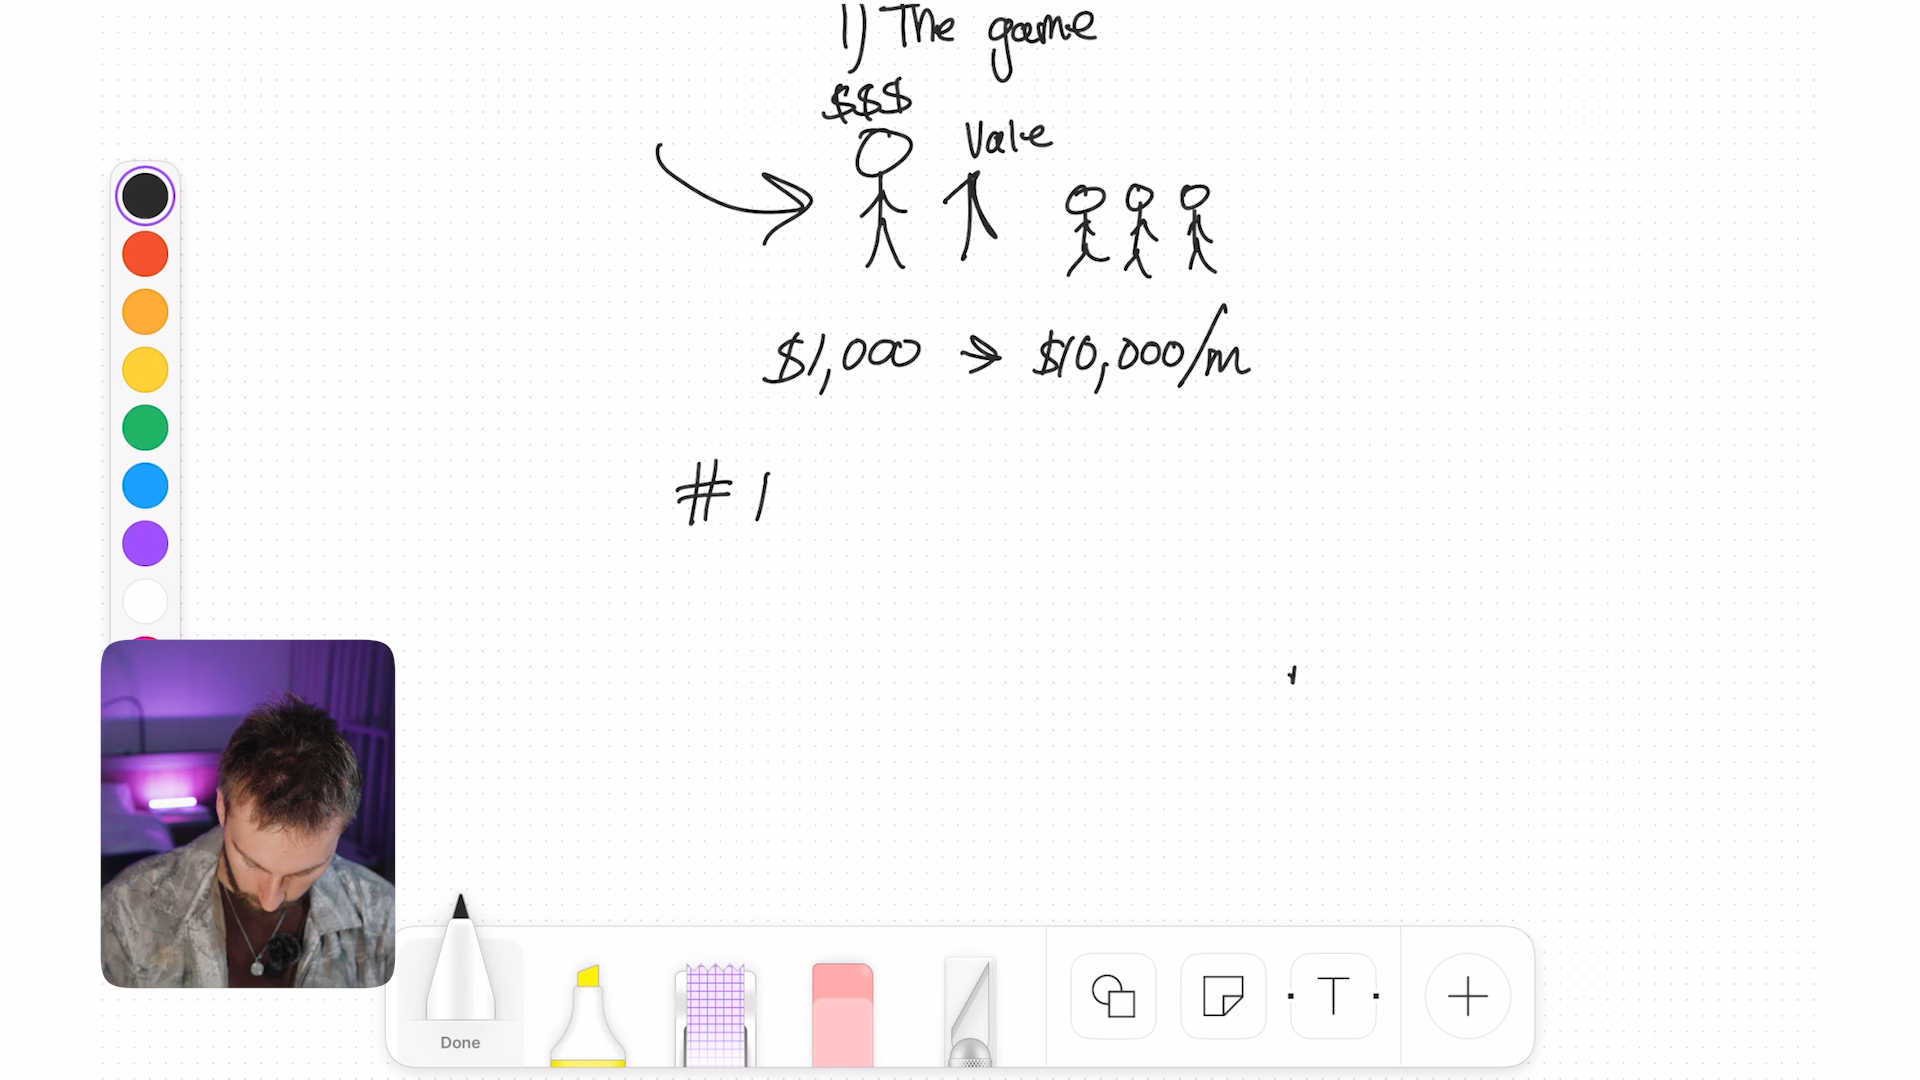 1) The game
$$$
Vale
$1,000 → $10,000/m
# 1
T
Done